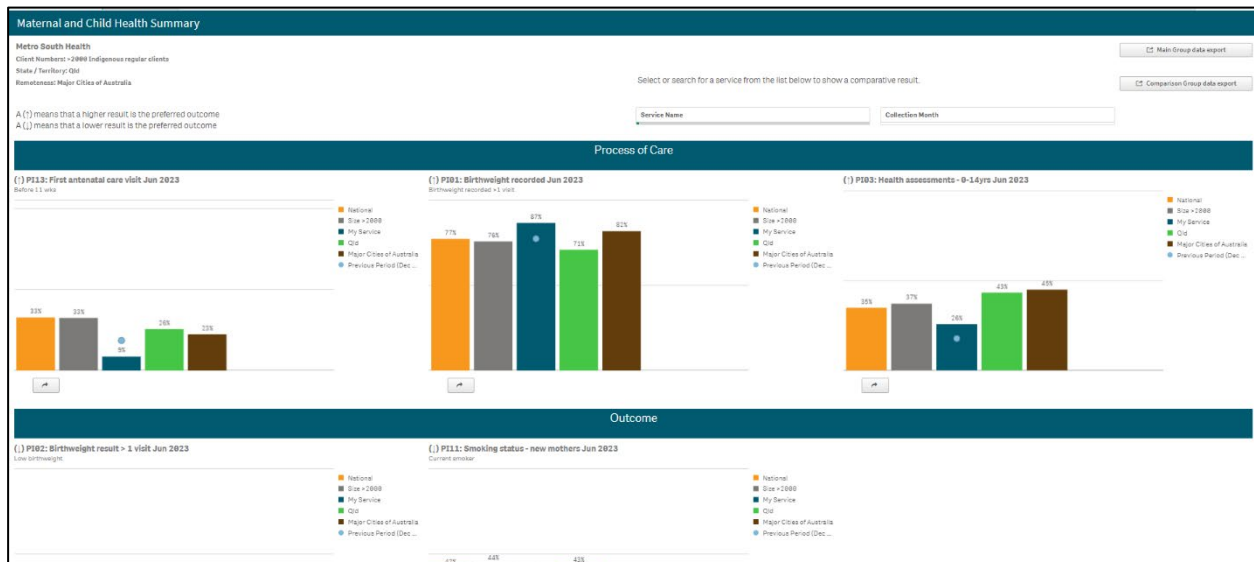 Maternal and Child Health Summary
Metro South Health
Client Numbers: >2000 Indigenous regular clients
State / Territory: Qld
Remoteness: Major Cities of Australia
Main Group data export
Select or search for a service from the list below to show a comparative result.
Comparison Group data export
A (↑) means that a higher result is the preferred outcome
A (↓) means that a lower result is the preferred outcome
Service Name
Collection Month
Process of Care
(↑) PI13: First antenatal care visit Jun 2023
Before 11 wks
National
Size >2000
My Service
Qld
Major Cities of Australia
Previous Period (Dec ...
33%
33%
9%
26%
23%
(↑) PI01: Birthweight recorded Jun 2023
Birthweight recorded >1 visit
National
Size >2000
My Service
Qld
Major Cities of Australia
Previous Period (Dec ...
77%
76%
87%
71%
82%
(↑) PI03: Health assessments - 0-14yrs Jun 2023
National
Size >2000
My Service
Qld
Major Cities of Australia
Previous Period (Dec ...
35%
37%
26%
43%
45%
Outcome
(↓) PI02: Birthweight result > 1 visit Jun 2023
Low birthweight
National
Size >2000
My Service
Qld
Major Cities of Australia
Previous Period (Dec ...
(↓) PI11: Smoking status - new mothers Jun 2023
Current smoker
National
Size >2000
My Service
Qld
Major Cities of Australia
Previous Period (Dec ...
44%